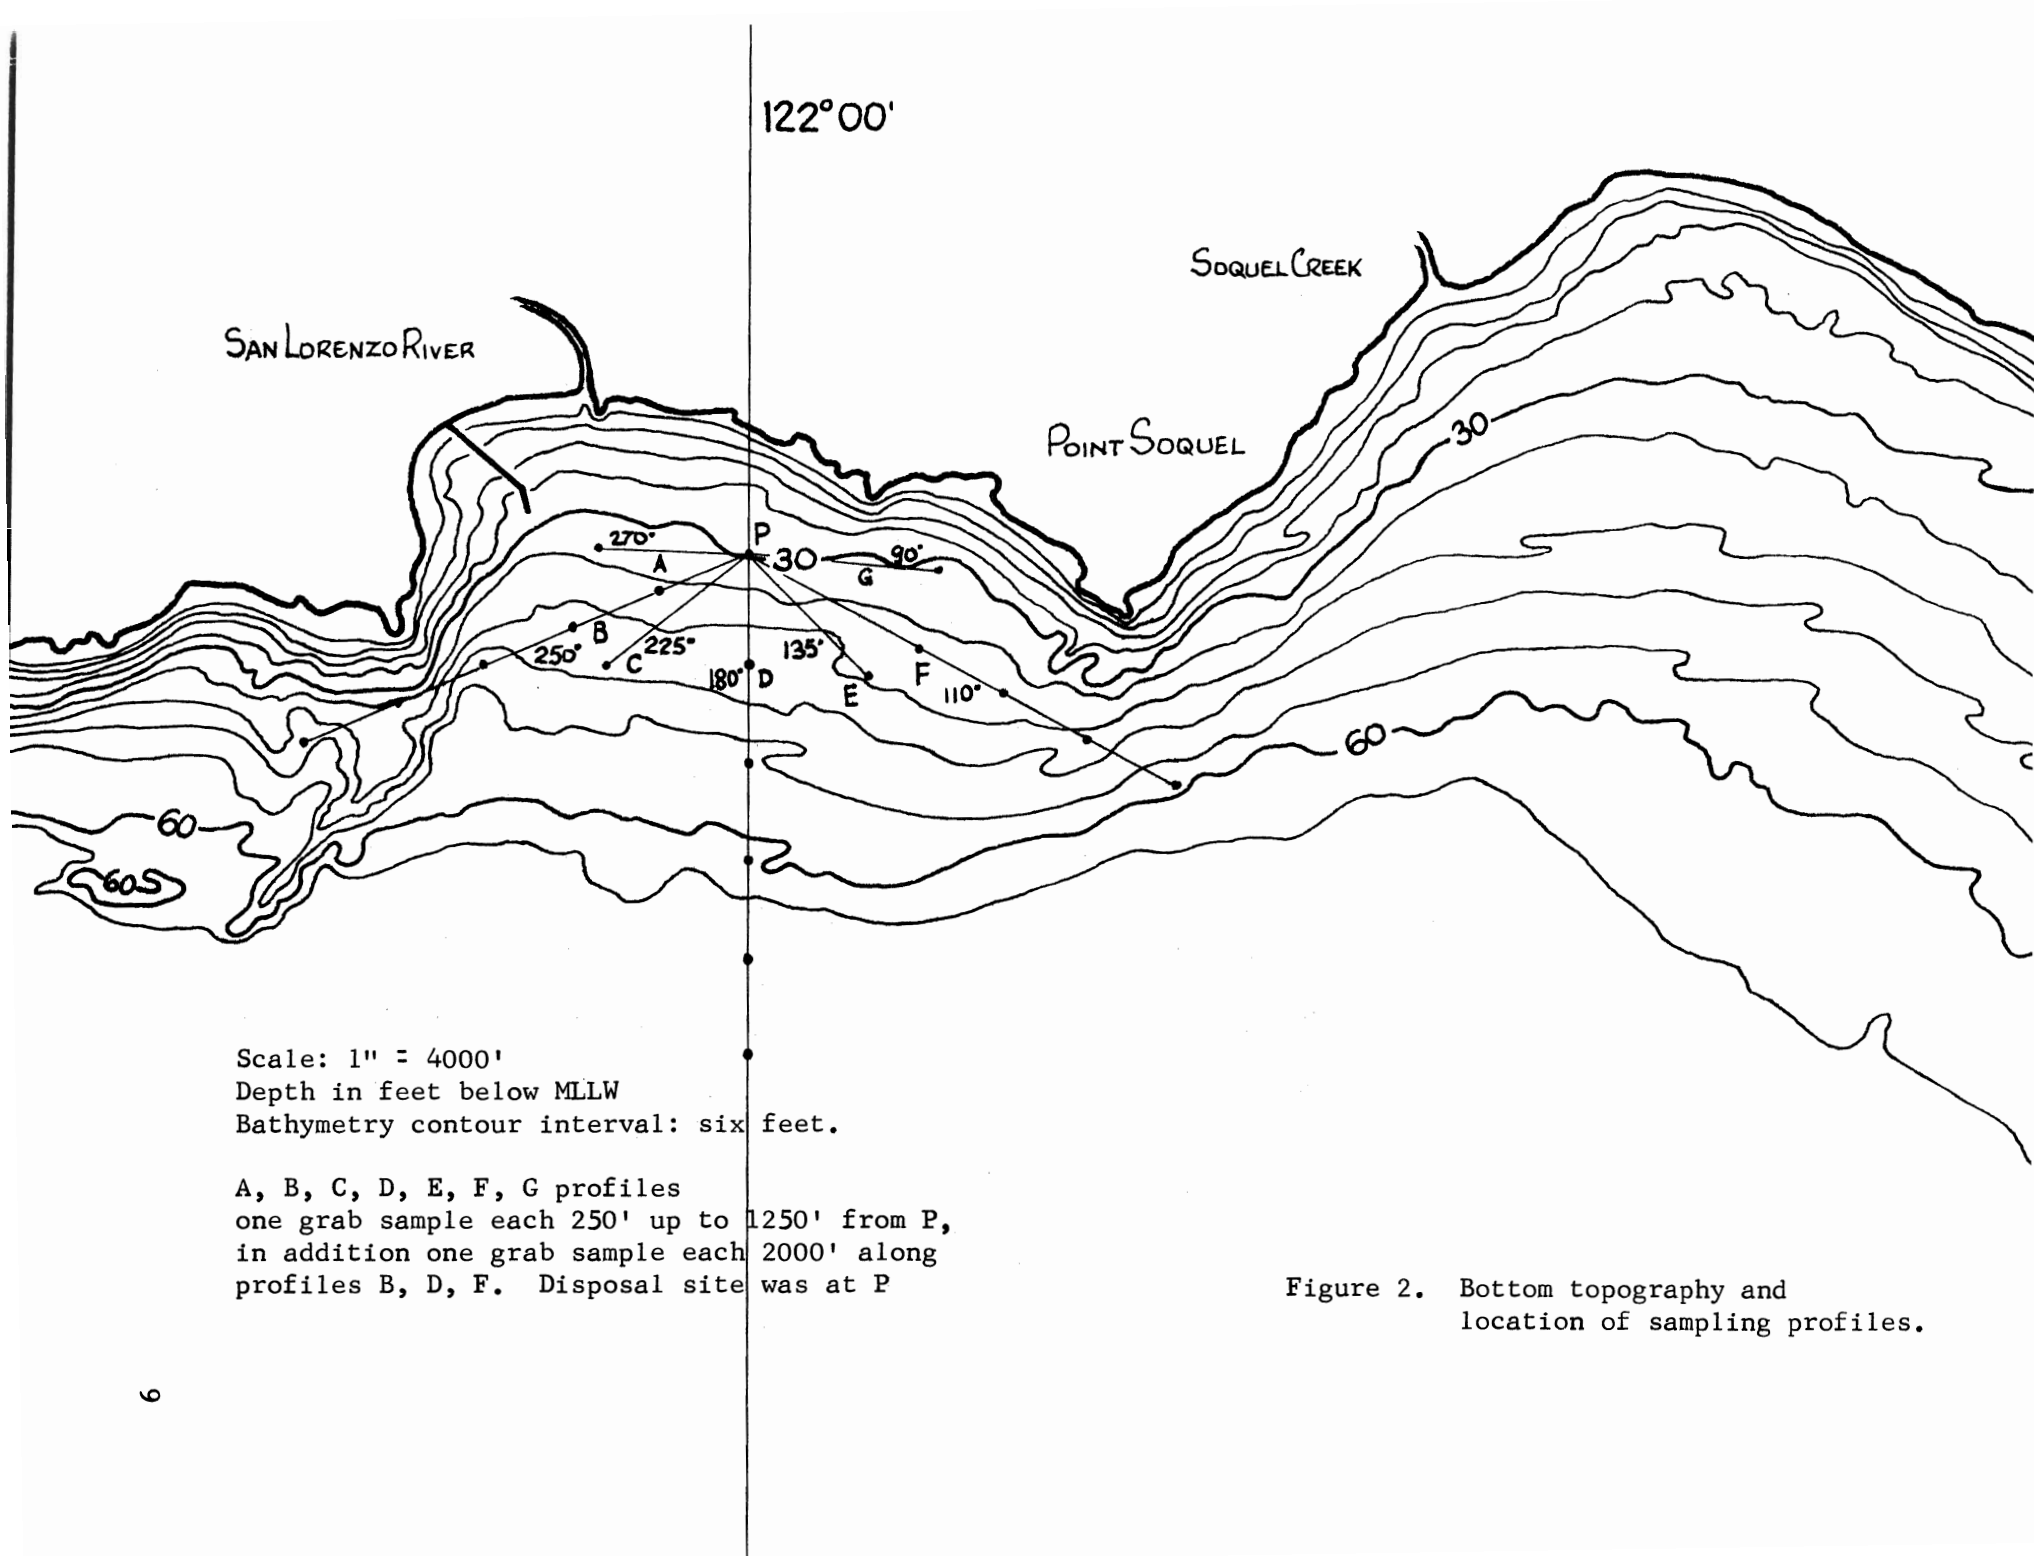 122°00'
SOQUEL CREEK
SAN LORENZO RIVER
POINT SOQUEL
30
P
270°
A
30
90°
G
B
250°
225°
C
180°
D
135°
E
F
110°
60
60
60S
Scale: 1" = 4000'
Depth in feet below MLLW
Bathymetry contour interval: six feet.
A, B, C, D, E, F, G profiles
one grab sample each 250' up to 1250' from P,
in addition one grab sample each 2000' along
profiles B, D, F. Disposal site was at P
Figure 2. Bottom topography and
location of sampling profiles.
6